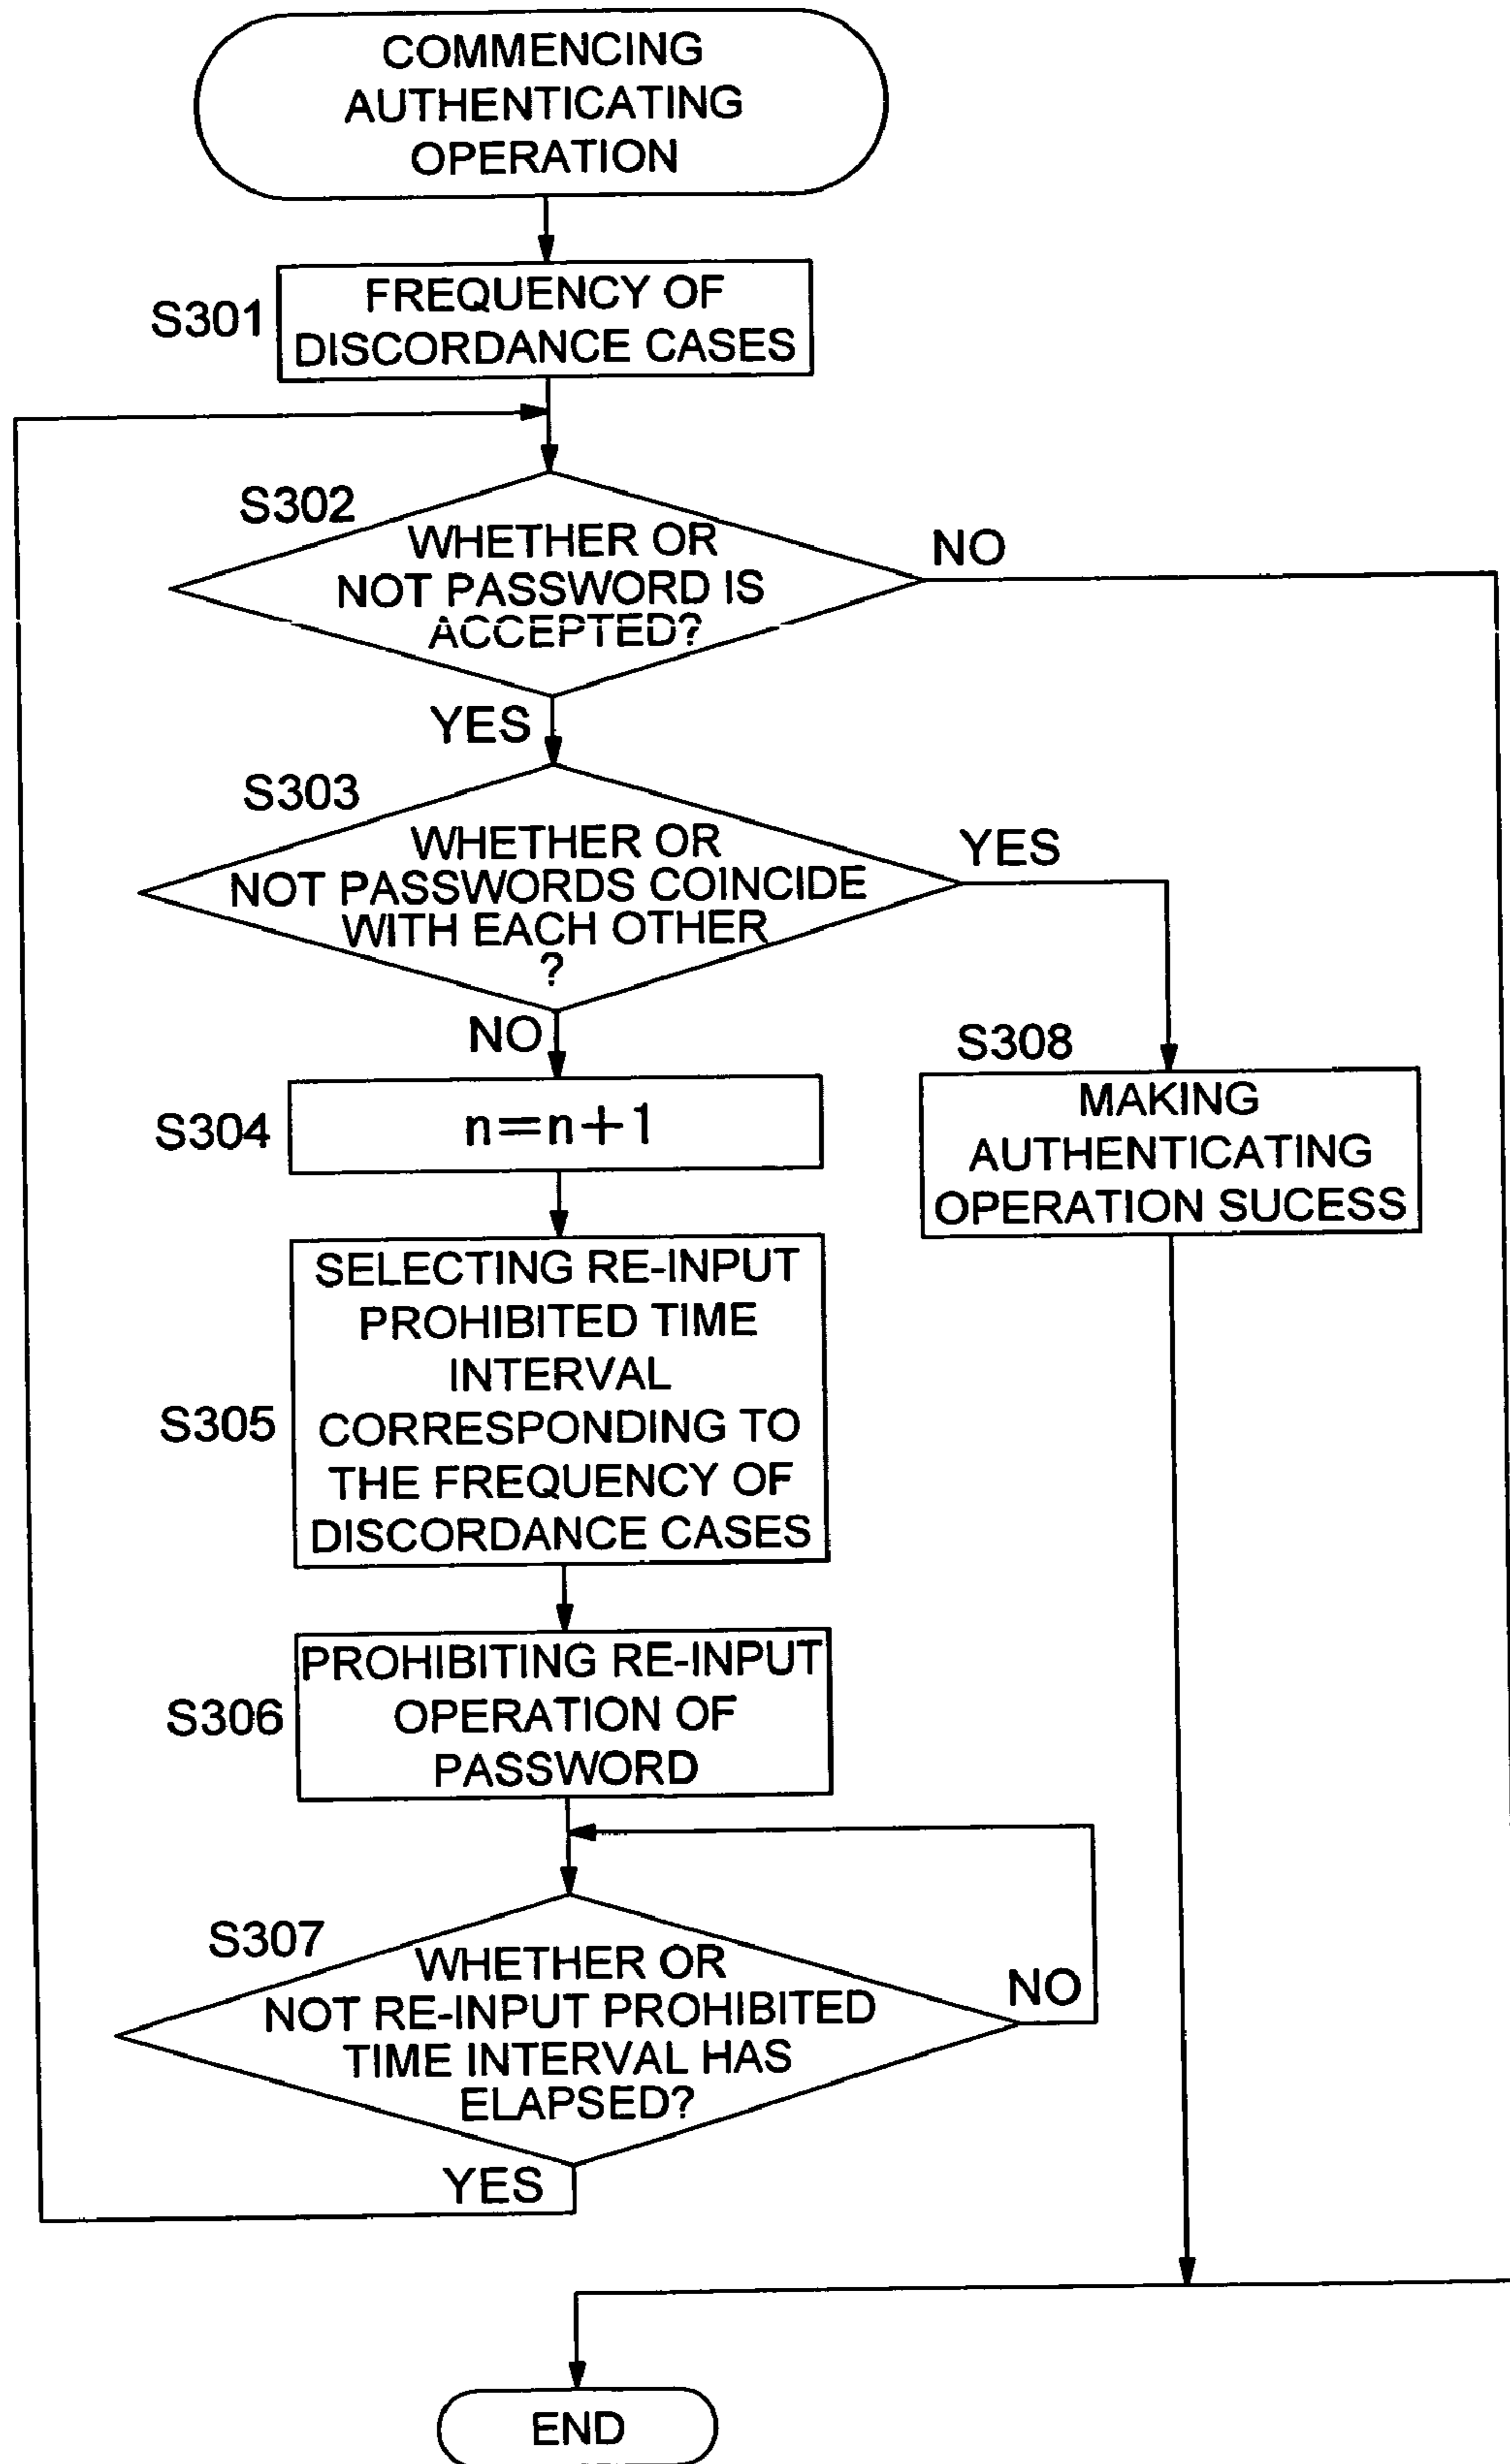 COMMENCING
AUTHENTICATING
OPERATION
S301
FREQUENCY OF
DISCORDANCE CASES
S302
WHETHER OR
NOT PASSWORD IS
ACCEPTED?
NO
YES
S303
WHETHER OR
NOT PASSWORDS COINCIDE
WITH EACH OTHER
?
YES
NO
S304
n=n+1
S308
MAKING
AUTHENTICATING
OPERATION SUCESS
S305
SELECTING RE-INPUT
PROHIBITED TIME
INTERVAL
CORRESPONDING TO
THE FREQUENCY OF
DISCORDANCE CASES
S306
PROHIBITING RE-INPUT
OPERATION OF
PASSWORD
S307
WHETHER OR
NOT RE-INPUT PROHIBITED
TIME INTERVAL HAS
ELAPSED?
NO
YES
END